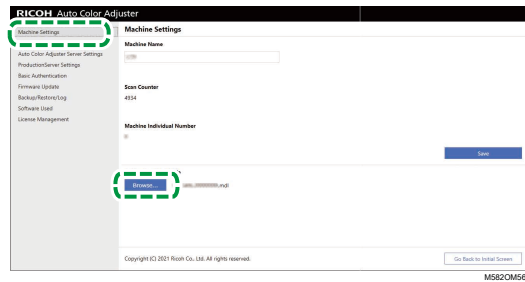 RICOH Auto Color Adjuster
Machine Settings
Auto Color Adjuster Server Settings
ProductionServer Settings
Basic Authentication
Firmware Update
Backup/Restore/Log
Software Used
License Management
Machine Settings
Machine Name
Scan Counter
4934
Machine Individual Number
Save
Browse...
.mdl
Copyright (C) 2021 Ricoh Co., Ltd. All rights reserved.
Go Back to Initial Screen
M582OM56